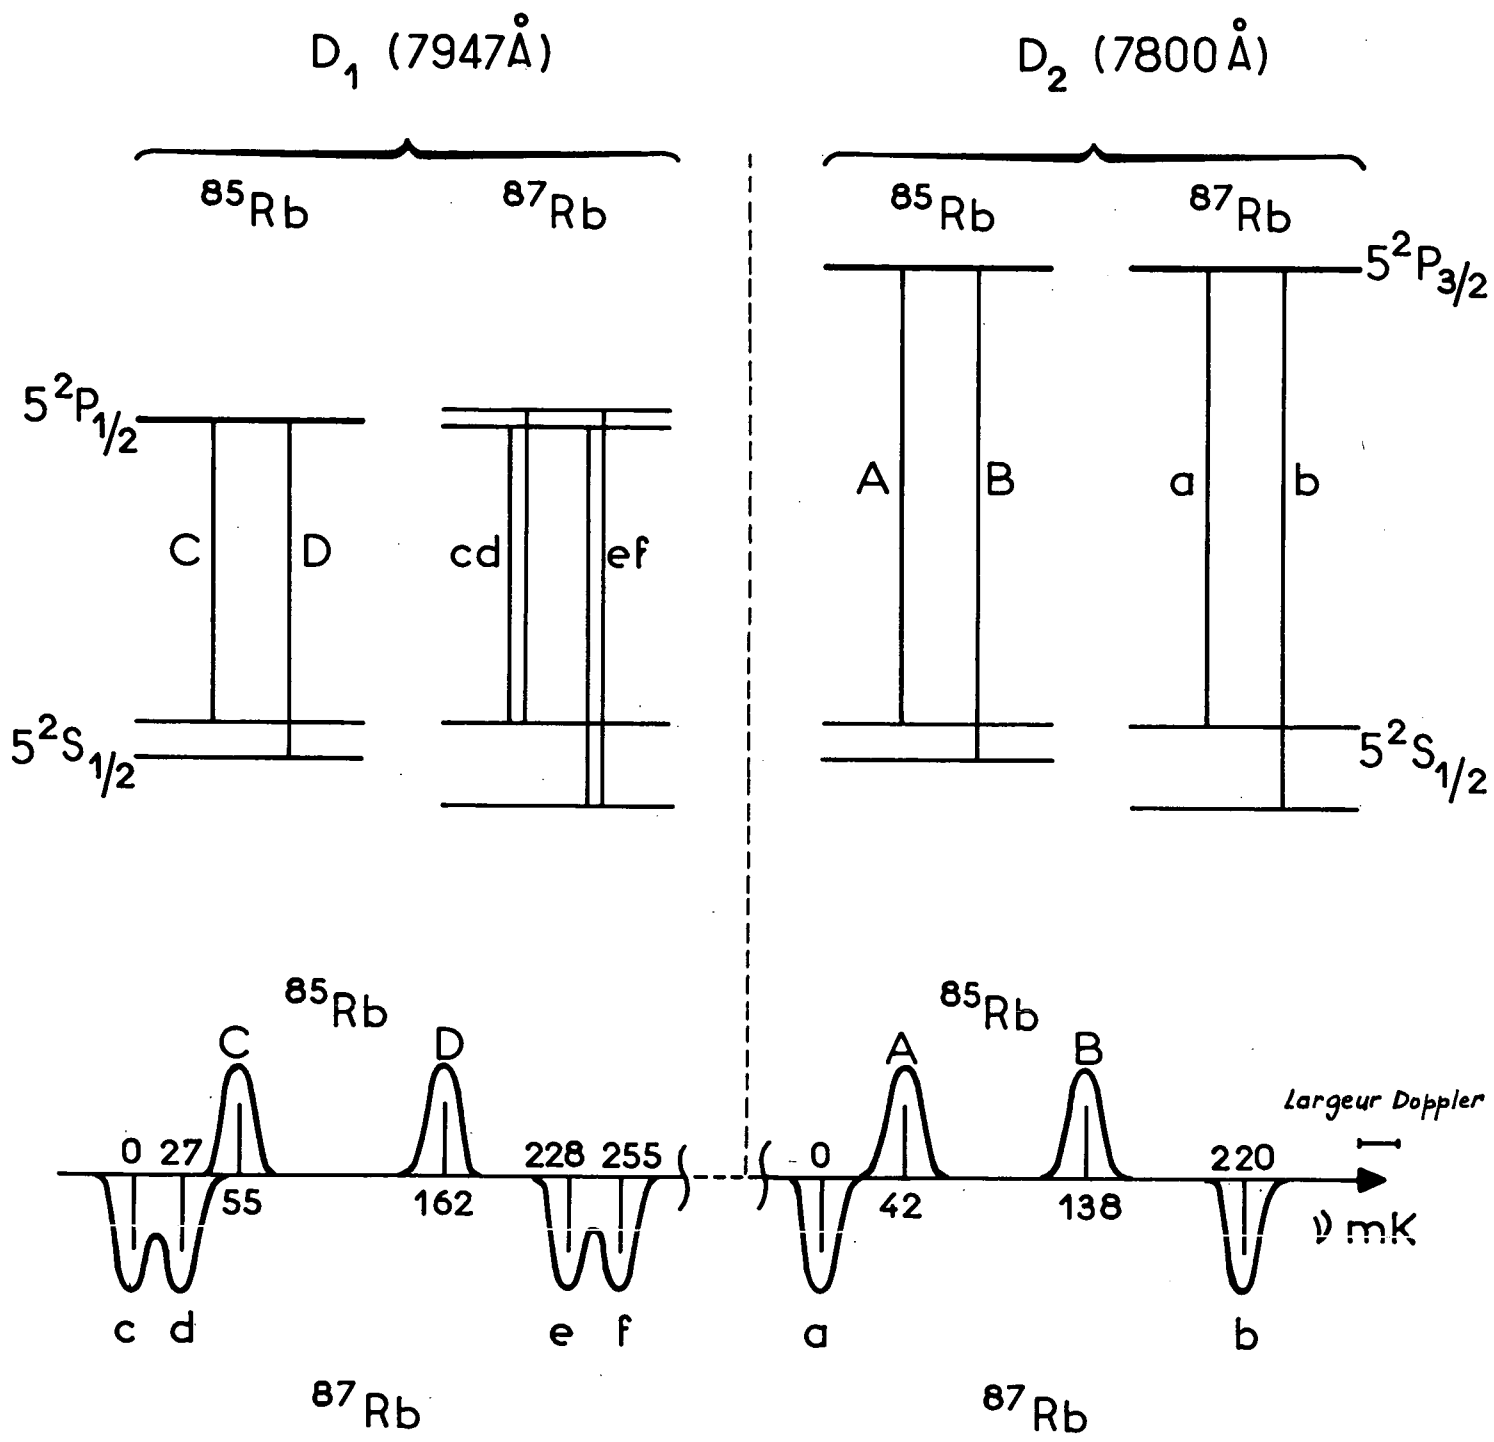 D₁ (7947Å)
D₂ (7800Å)
⁸⁵Rb ⁸⁷Rb
⁸⁵Rb ⁸⁷Rb
5²P₃/₂
5²P₁/₂
A B a b
C D cd ef
5²S₁/₂
5²S₁/₂
⁸⁵Rb
⁸⁵Rb
C D
A B
Largeur Doppler
0 27 228 255
0 220
55 162
42 138
ν mK
c d e f
a b
⁸⁷Rb
⁸⁷Rb